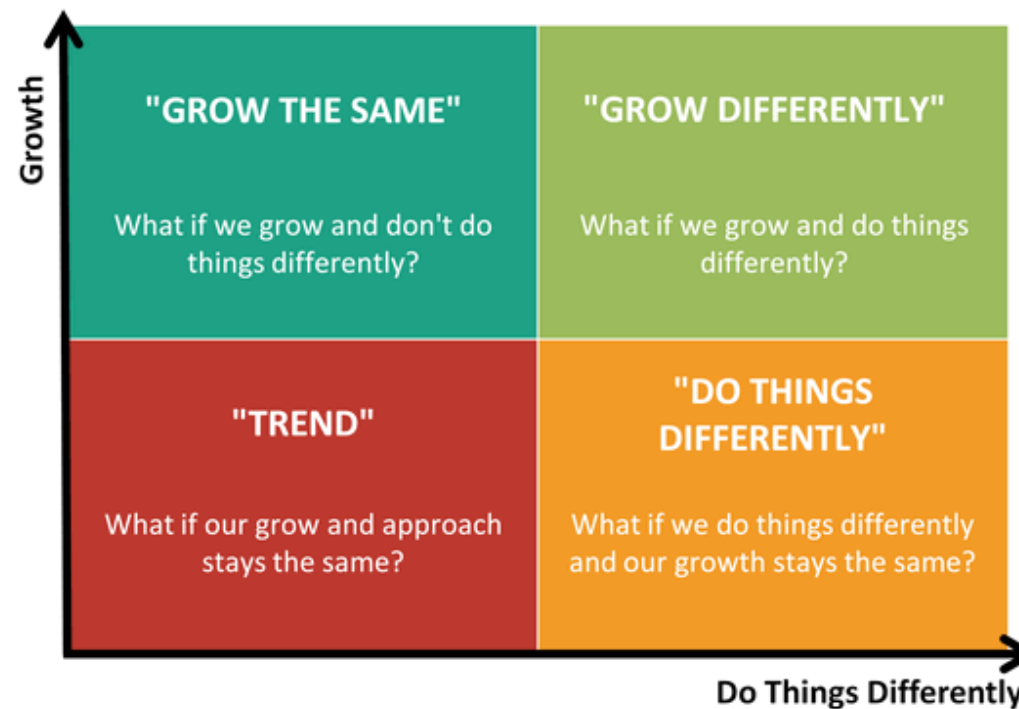 Growth
"GROW THE SAME"
What if we grow and don't do
things differently?
"GROW DIFFERENTLY"
What if we grow and do things
differently?
"TREND"
What if our grow and approach
stays the same?
"DO THINGS
DIFFERENTLY"
What if we do things differently
and our growth stays the same?
Do Things Differently